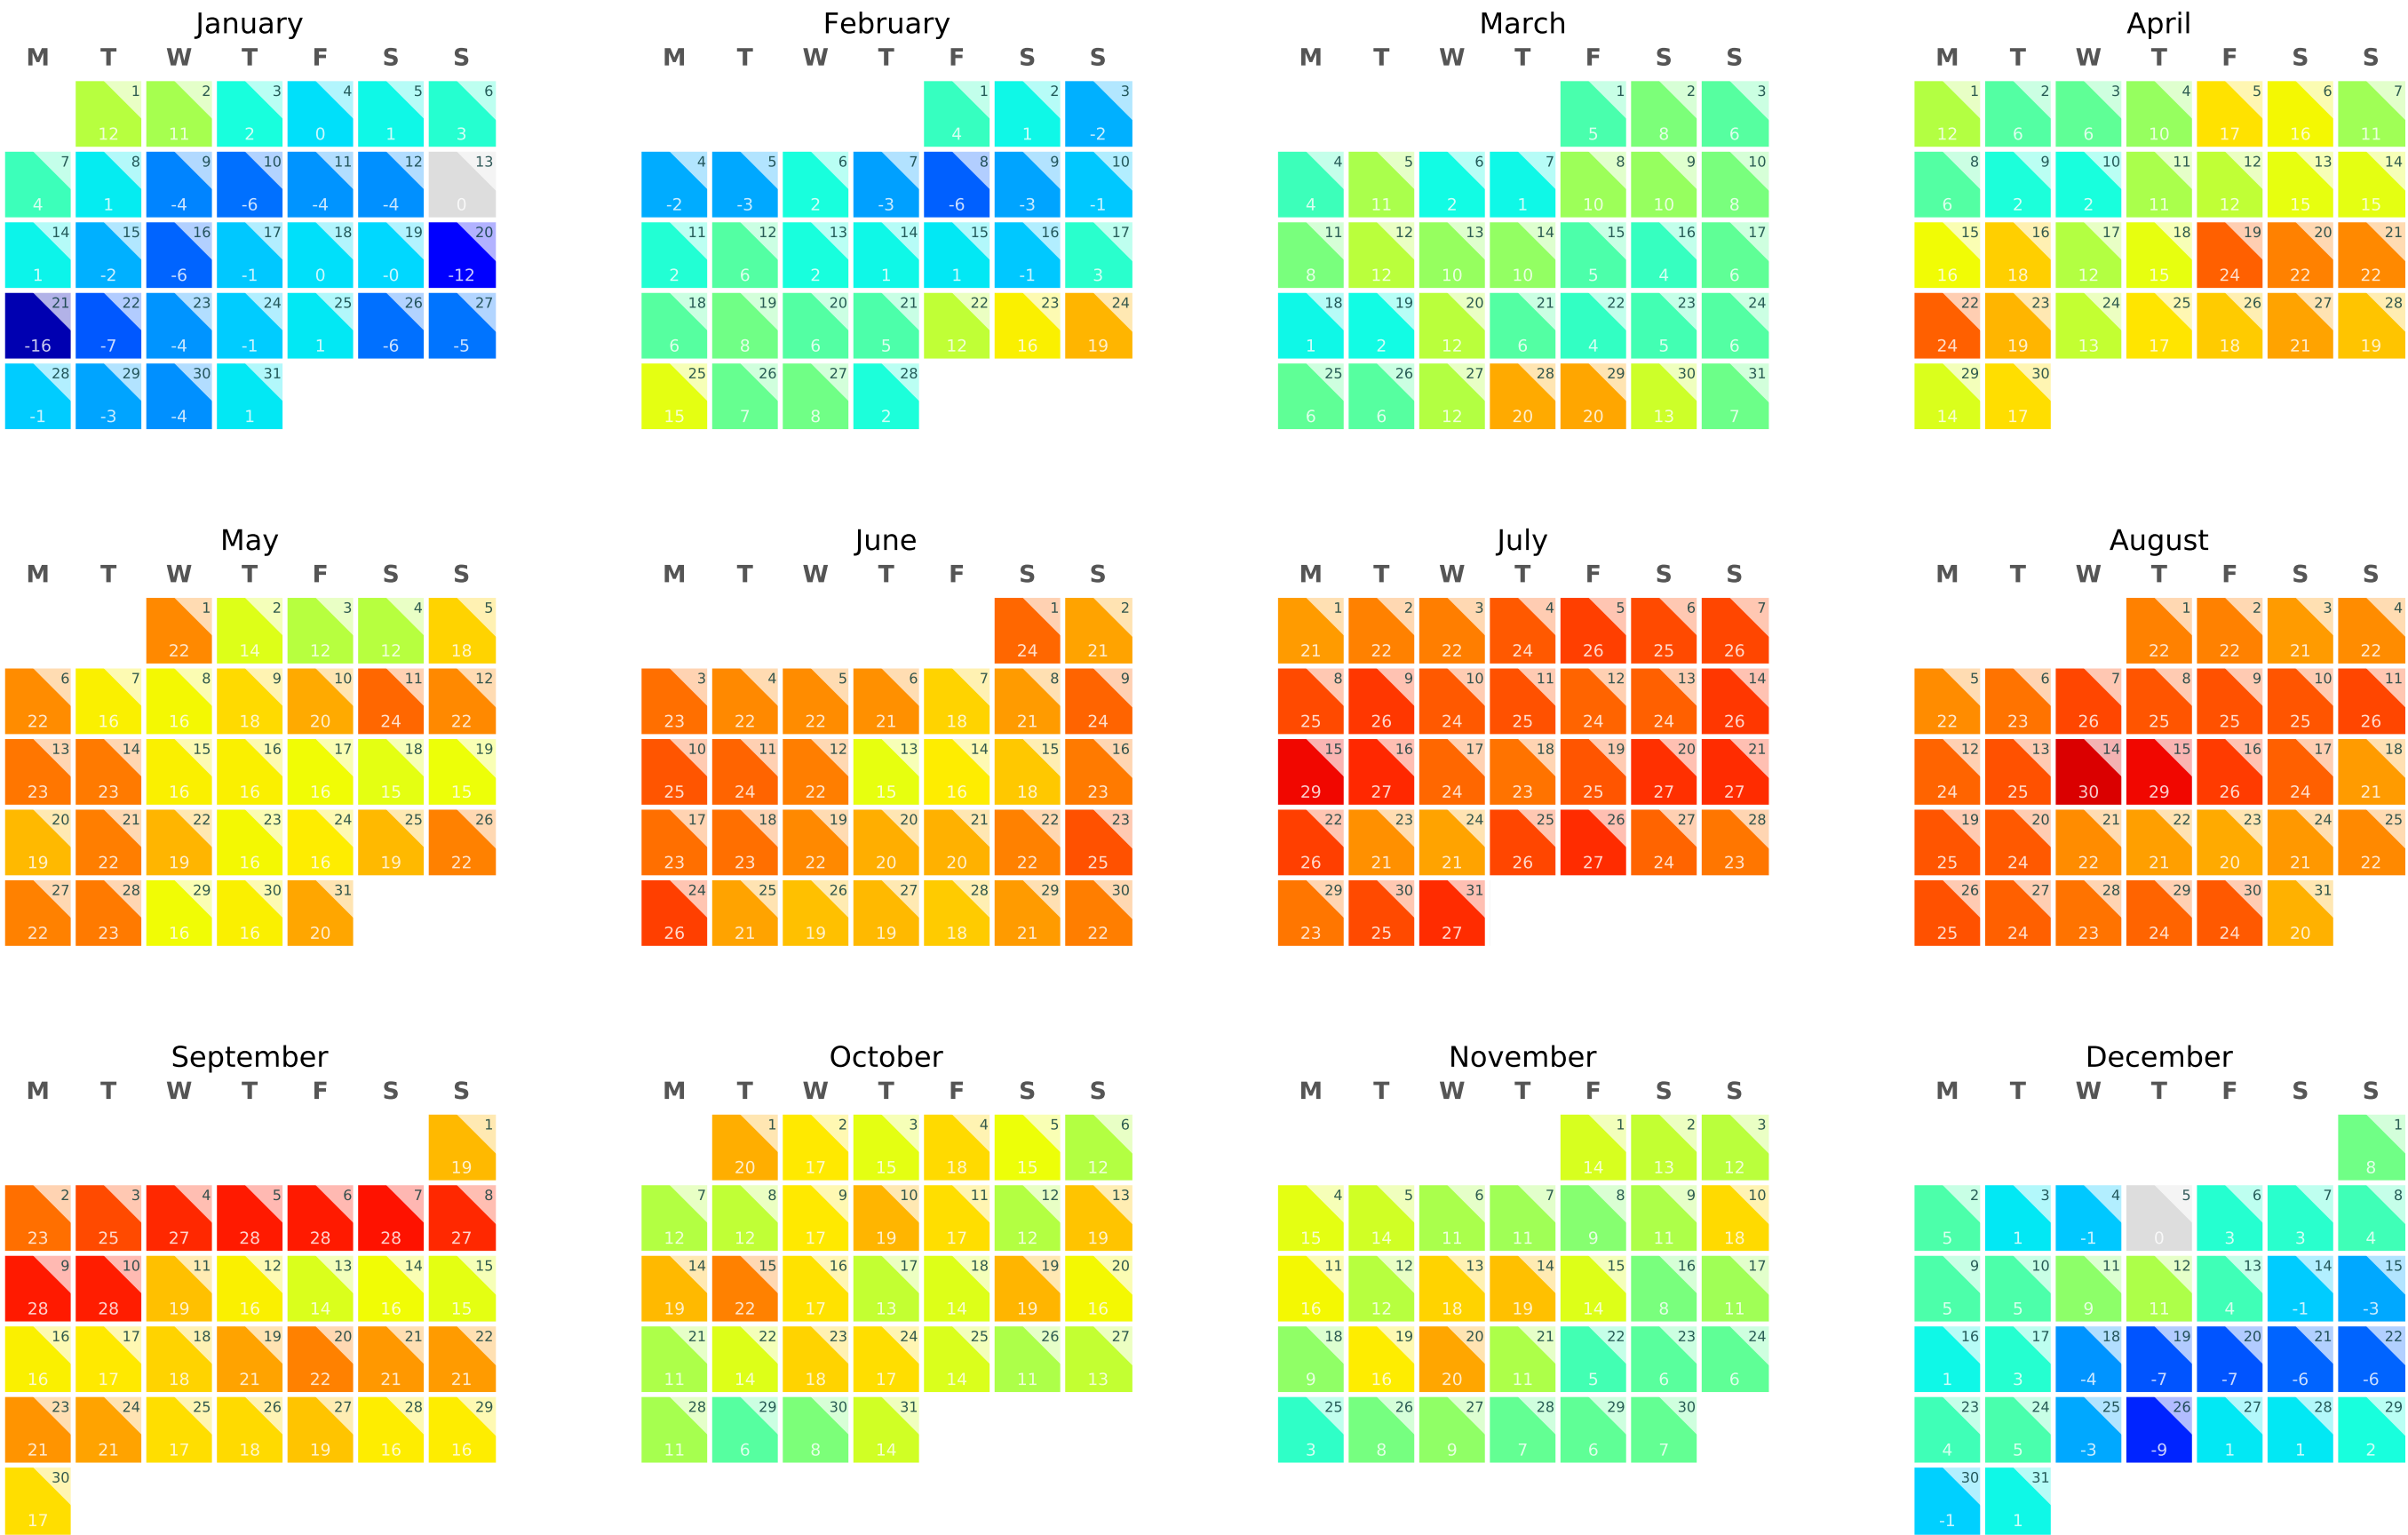 January February March April
M T W T F S S M T W T F S S M T W T F S S M T W T F S S
1 2 3 4 5 6 1 2 3 1 2 3 1 2 3 4 5 6 7
12 11 2 0 1 3 4 1 -2 5 8 6 12 6 6 10 17 16 11
7 8 9 10 11 12 13 4 5 6 7 8 9 10 4 5 6 7 8 9 10 8 9 10 11 12 13 14
4 1 -4 -6 -4 -4 0 -2 -3 2 -3 -6 -3 -1 4 11 2 1 10 10 8 6 2 2 11 12 15 15
14 15 16 17 18 19 20 11 12 13 14 15 16 17 11 12 13 14 15 16 17 15 16 17 18 19 20 21
1 -2 -6 -1 0 -0 -12 2 6 2 1 1 -1 3 8 12 10 10 5 4 6 16 18 12 15 24 22 22
21 22 23 24 25 26 27 18 19 20 21 22 23 24 18 19 20 21 22 23 24 22 23 24 25 26 27 28
-16 -7 -4 -1 1 -6 -5 6 8 6 5 12 16 19 1 2 12 6 4 5 6 24 19 13 17 18 21 19
28 29 30 31 25 26 27 28 25 26 27 28 29 30 31 29 30
-1 -3 -4 1 15 7 8 2 6 6 12 20 20 13 7 14 17
May June July August
M T W T F S S M T W T F S S M T W T F S S M T W T F S S
1 2 3 4 5 1 2 1 2 3 4 5 6 7 1 2 3 4
22 14 12 12 18 24 21 21 22 22 24 26 25 26 22 22 21 22
6 7 8 9 10 11 12 3 4 5 6 7 8 9 8 9 10 11 12 13 14 5 6 7 8 9 10 11
22 16 16 18 20 24 22 23 22 22 21 18 21 24 25 26 24 25 24 24 26 22 23 26 25 25 25 26
13 14 15 16 17 18 19 10 11 12 13 14 15 16 15 16 17 18 19 20 21 12 13 14 15 16 17 18
23 23 16 16 16 15 15 25 24 22 15 16 18 23 29 27 24 23 25 27 27 24 25 30 29 26 24 21
20 21 22 23 24 25 26 17 18 19 20 21 22 23 22 23 24 25 26 27 28 19 20 21 22 23 24 25
19 22 19 16 16 19 22 23 23 22 20 20 22 25 26 21 21 26 27 24 23 25 24 22 21 20 21 22
27 28 29 30 31 24 25 26 27 28 29 30 29 30 31 26 27 28 29 30 31
22 23 16 16 20 26 21 19 19 18 21 22 23 25 27 25 24 23 24 24 20
September October November December
M T W T F S S M T W T F S S M T W T F S S M T W T F S S
1 1 2 3 4 5 6 1 2 3 1
19 20 17 15 18 15 12 14 13 12 8
2 3 4 5 6 7 8 7 8 9 10 11 12 13 4 5 6 7 8 9 10 2 3 4 5 6 7 8
23 25 27 28 28 28 27 12 12 17 19 17 12 19 15 14 11 11 9 11 18 5 1 -1 0 3 3 4
9 10 11 12 13 14 15 14 15 16 17 18 19 20 11 12 13 14 15 16 17 9 10 11 12 13 14 15
28 28 19 16 14 16 15 19 22 17 13 14 19 16 16 12 18 19 14 8 11 5 5 9 11 4 -1 -3
16 17 18 19 20 21 22 21 22 23 24 25 26 27 18 19 20 21 22 23 24 16 17 18 19 20 21 22
16 17 18 21 22 21 21 11 14 18 17 14 11 13 9 16 20 11 5 6 6 1 3 -4 -7 -7 -6 -6
23 24 25 26 27 28 29 28 29 30 31 25 26 27 28 29 30 23 24 25 26 27 28 29
21 21 17 18 19 16 16 11 6 8 14 3 8 9 7 6 7 4 5 -3 -9 1 1 2
30 30 31
17 -1 1